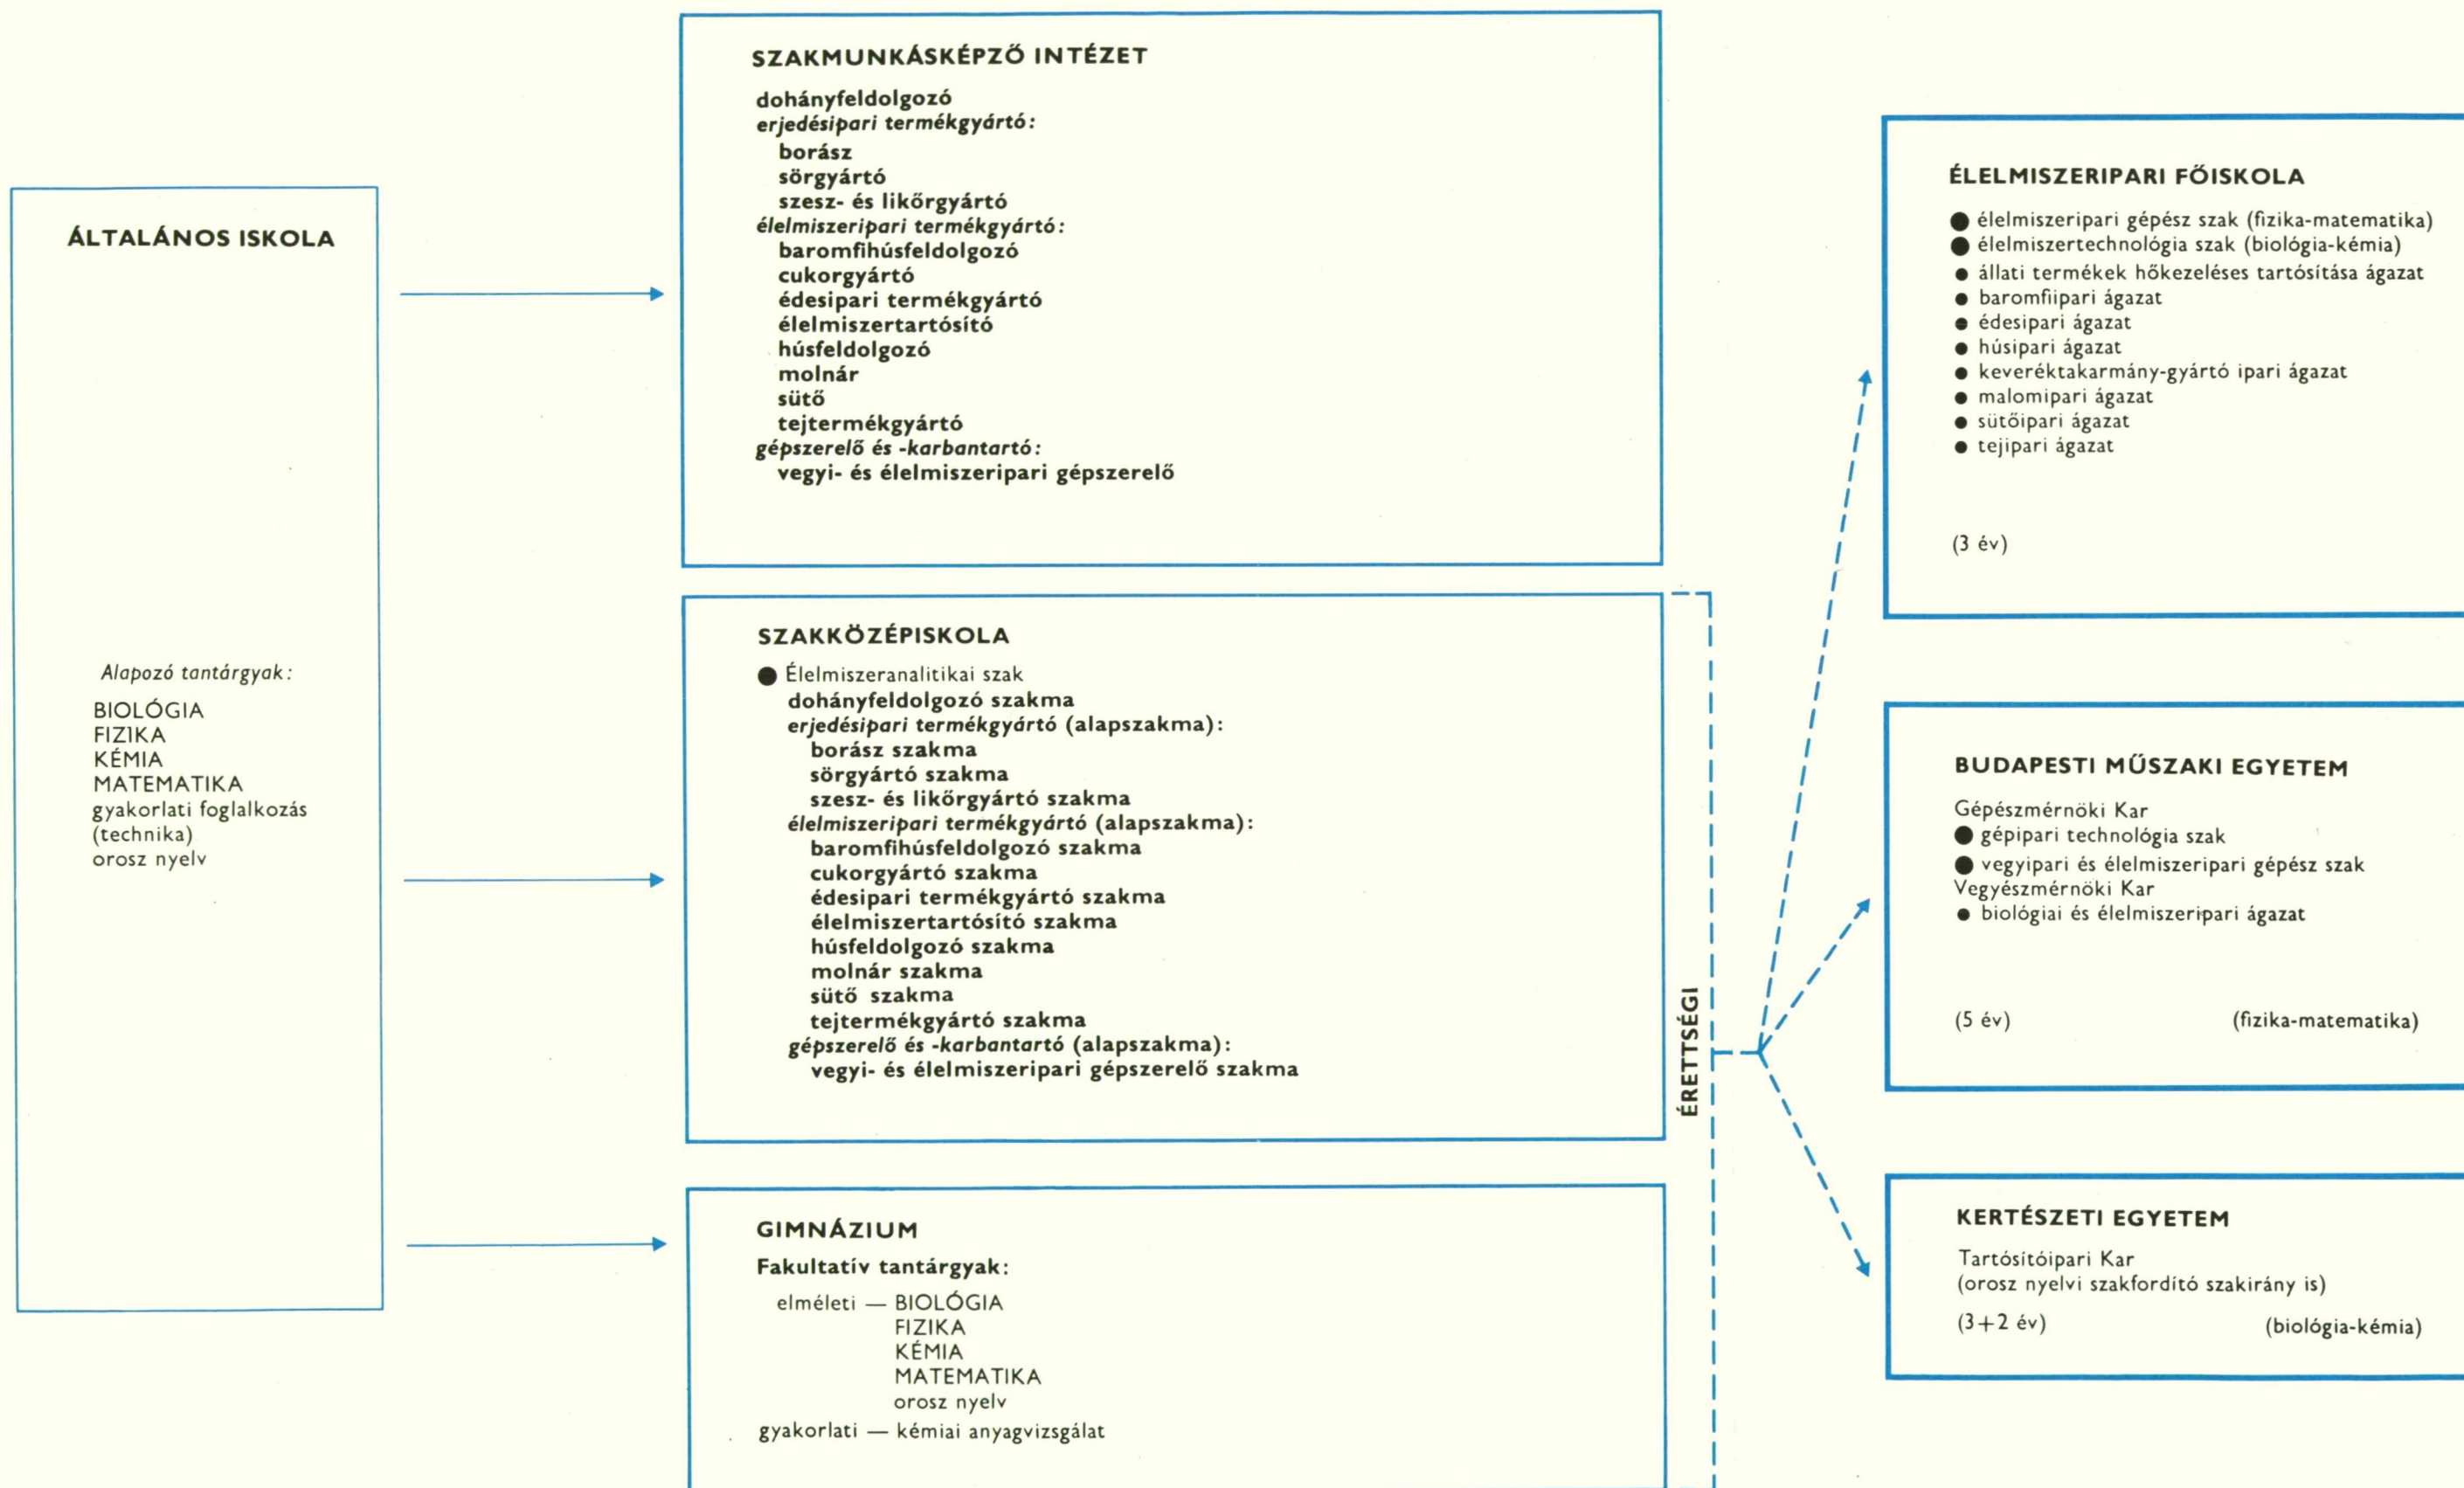 ÁLTALÁNOS ISKOLA
Alapozó tantárgyak:
BIOLÓGIA
FIZIKA
KÉMIA
MATEMATIKA
gyakorlati foglalkozás
(technika)
orosz nyelv
SZAKMUNKÁSKÉPZŐ INTÉZET
dohányfeldolgozó
erjedésipari termékgyártó:
borász
sörgyártó
szesz- és likőrgyártó
élelmiszeripari termékgyártó:
baromfihúsfeldolgozó
cukorgyártó
édesipari termékgyártó
élelmiszertartósító
húsfeldolgozó
molnár
sütő
tejtermékgyártó
gépszerelő és -karbantartó:
vegyi- és élelmiszeripari gépszerelő
SZAKKÖZÉPISKOLA
● Élelmiszeranalitikai szak
dohányfeldolgozó szakma
erjedésipari termékgyártó (alapszakma):
borász szakma
sörgyártó szakma
szesz- és likőrgyártó szakma
élelmiszeripari termékgyártó (alapszakma):
baromfihúsfeldolgozó szakma
cukorgyártó szakma
édesipari termékgyártó szakma
élelmiszertartósító szakma
húsfeldolgozó szakma
molnár szakma
sütő szakma
tejtermékgyártó szakma
gépszerelő és -karbantartó (alapszakma):
vegyi- és élelmiszeripari gépszerelő szakma
GIMNÁZIUM
Fakultatív tantárgyak:
elméleti — BIOLÓGIA
FIZIKA
KÉMIA
MATEMATIKA
orosz nyelv
gyakorlati — kémiai anyagvizsgálat
ÉRETTSÉGI
ÉLELMISZERIPARI FŐISKOLA
● élelmiszeripari gépész szak (fizika-matematika)
● élelmiszertechnológia szak (biológia-kémia)
● állati termékek hőkezeléses tartósítása ágazat
● baromfiipari ágazat
● édesipari ágazat
● húsipari ágazat
● keveréktakarmány-gyártó ipari ágazat
● malomipari ágazat
● sütőipari ágazat
● tejipari ágazat
(3 év)
BUDAPESTI MŰSZAKI EGYETEM
Gépészmérnöki Kar
● gépipari technológia szak
● vegyipari és élelmiszeripari gépész szak
Vegyészmérnöki Kar
● biológiai és élelmiszeripari ágazat
(5 év) (fizika-matematika)
KERTÉSZETI EGYETEM
Tartósítóipari Kar
(orosz nyelvi szakfordító szakirány is)
(3+2 év) (biológia-kémia)